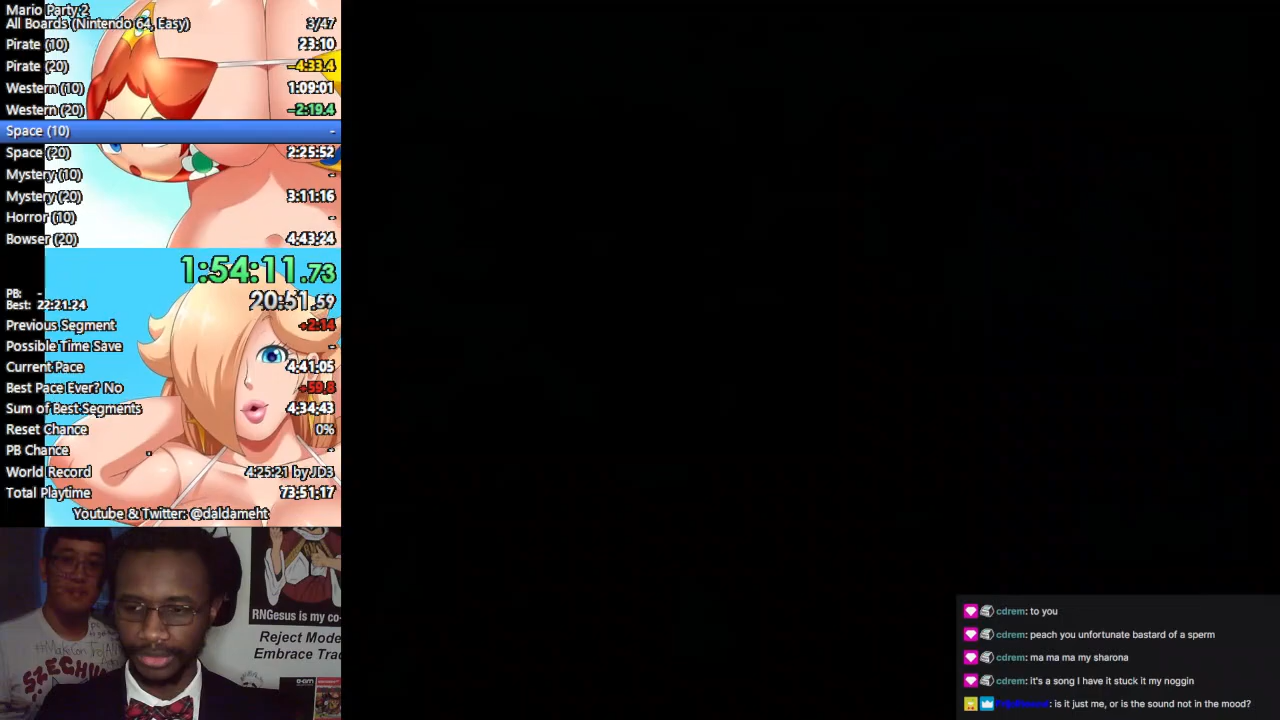 Mario Party 2
All Boards (Nintendo 64, Easy) 3/47
Pirate (10) 23:10
Pirate (20) -4:33.4
Western (10) 1:09:01
Western (20) -2:19.4
Space (10) -
Space (20) 2:25:52
Mystery (10) -
Mystery (20) 3:11:16
Horror (10) -
Bowser (20) 4:43:24
1:54:11.73
PB: - 20:51.59
Best: 22:21.24
Previous Segment +2:14
Possible Time Save -
Current Pace 4:41:05
Best Pace Ever? No +59.8
Sum of Best Segments 4:34:43
Reset Chance 0%
PB Chance -
World Record 4:25:21 by JD3
Total Playtime 73:51:17
Youtube & Twitter: @daldameht
RNGesus is my co-
Reject Mode
Embrace Tra
cdrem: to you
cdrem: peach you unfortunate bastard of a sperm
cdrem: ma ma ma my sharona
cdrem: it's a song I have it stuck it my noggin
: is it just me, or is the sound not in the mood?